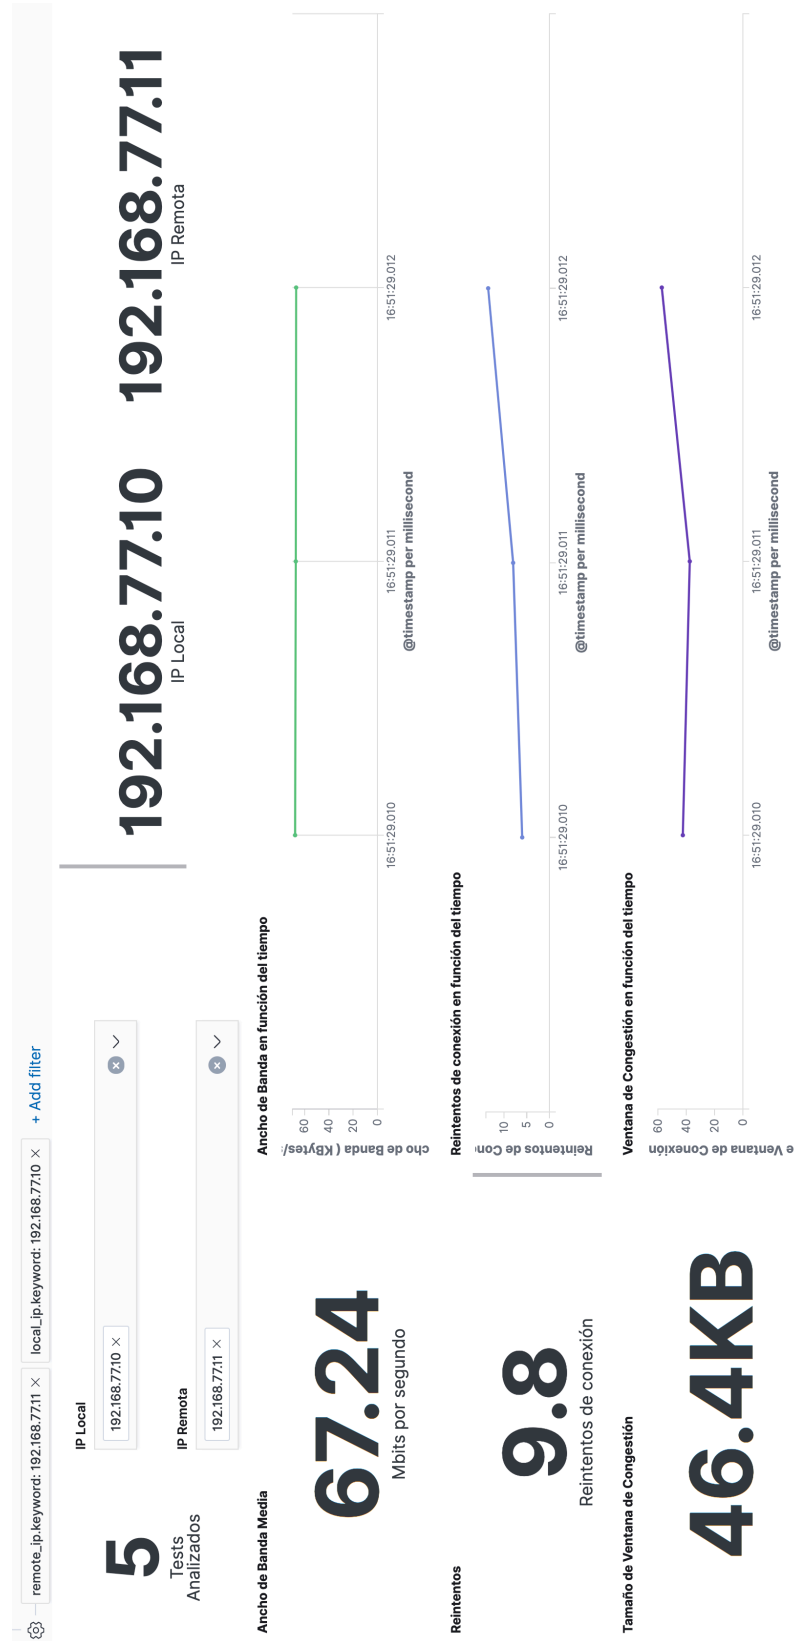 remote_ip.keyword: 192.168.77.11 ×
local_ip.keyword: 192.168.77.10 ×
+ Add filter
5
Tests
Analizados
IP Local
192.168.77.10 ×
IP Remota
192.168.77.11 ×
192.168.77.10
IP Local
192.168.77.11
IP Remota
Ancho de Banda Media
67.24
Mbits por segundo
Ancho de Banda en función del tiempo
cho de Banda ( KBytes/
60
40
20
0
16:51:29.010
16:51:29.011
16:51:29.012
@timestamp per millisecond
Reintentos
9.8
Reintentos de conexión
Reintentos de conexión en función del tiempo
Reintentos de Con
10
5
0
16:51:29.010
16:51:29.011
16:51:29.012
@timestamp per millisecond
Tamaño de Ventana de Congestión
46.4KB
Ventana de Congestión en función del tiempo
e Ventana de Conexión
60
40
20
0
16:51:29.010
16:51:29.011
16:51:29.012
@timestamp per millisecond